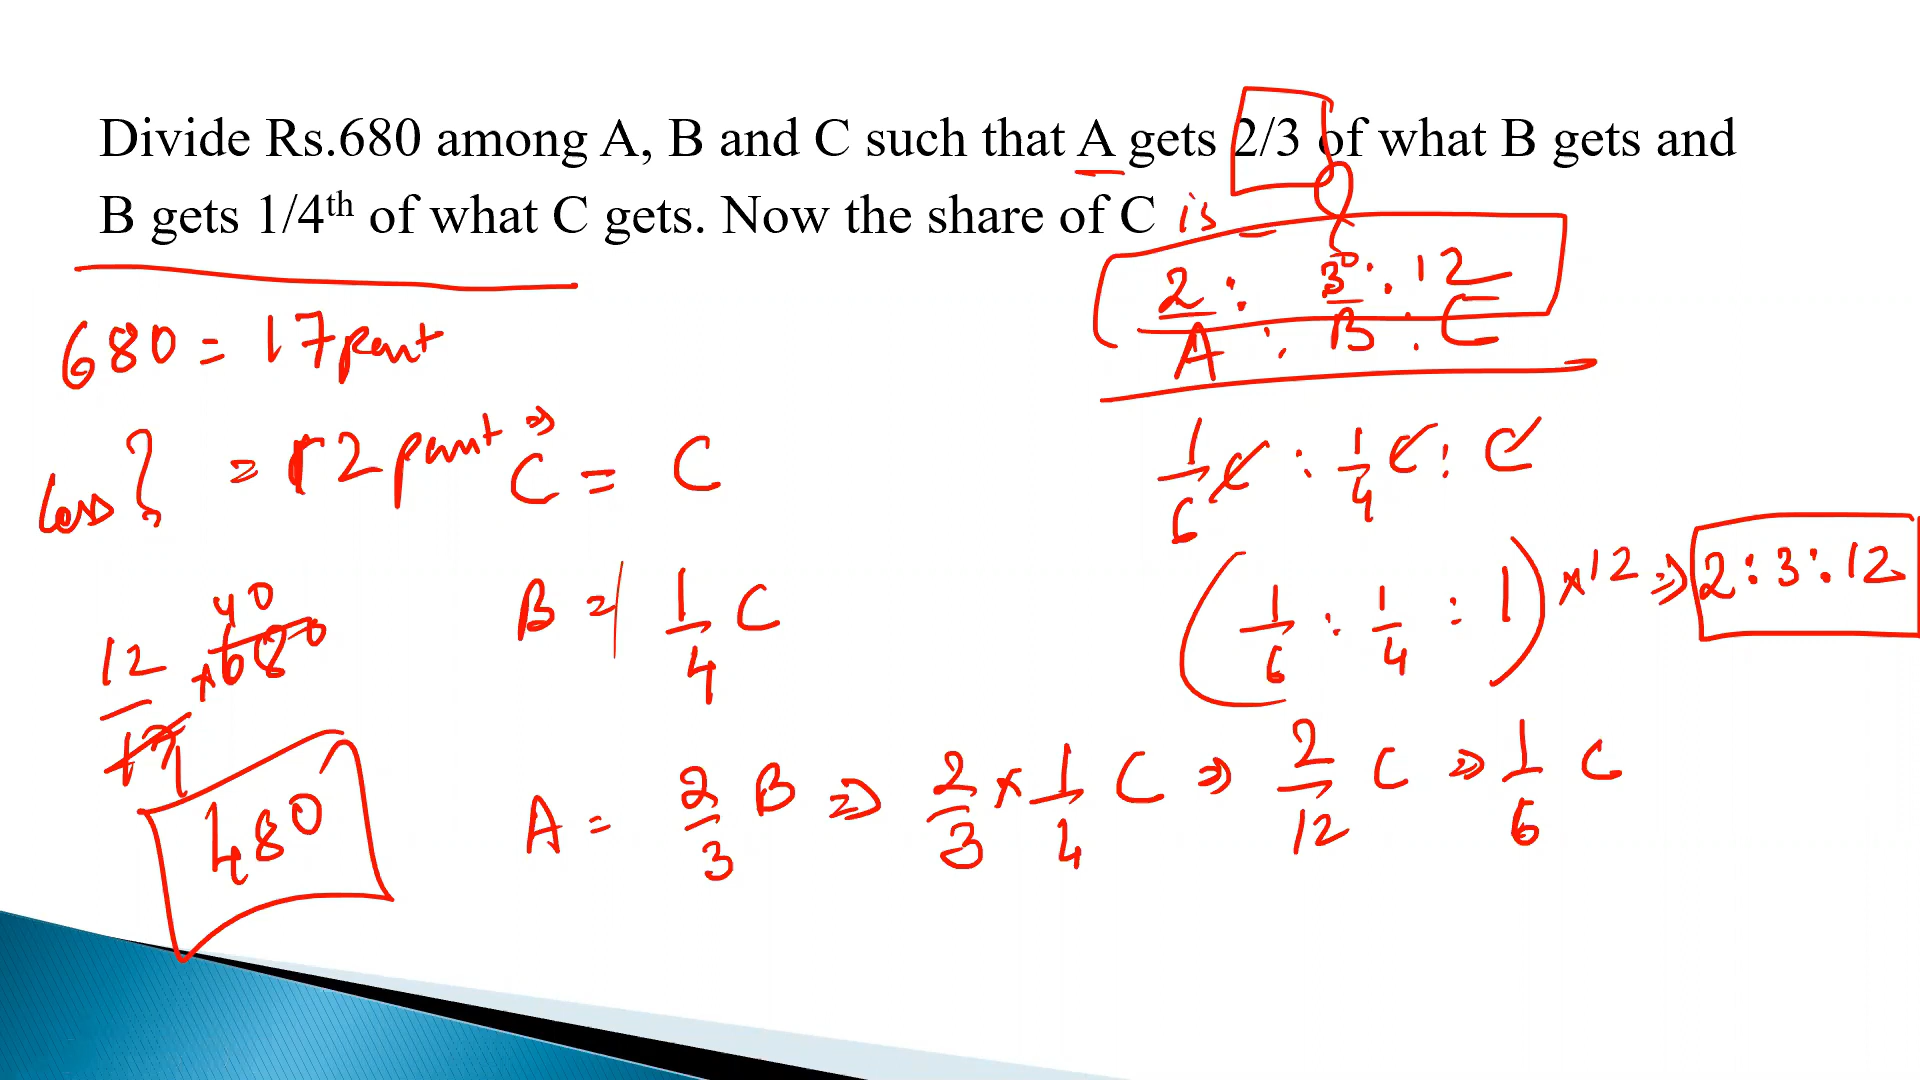 Divide Rs.680 among A, B and C such that A gets 2/3 of what B gets and
B gets 1/4th of what C gets. Now the share of C is
2 : 3 : 12
A : B : C
680 = 17 part
= 12 part ⇒
C = C
1/6 C : 1/4 C : C
B = 1/4 C
(1/6 : 1/4 : 1) × 12 ⇒ 2 : 3 : 12
40
12/17 × 680
1
480
A = 2/3 B ⇒ 2/3 × 1/4 C ⇒ 2/12 C ⇒ 1/6 C